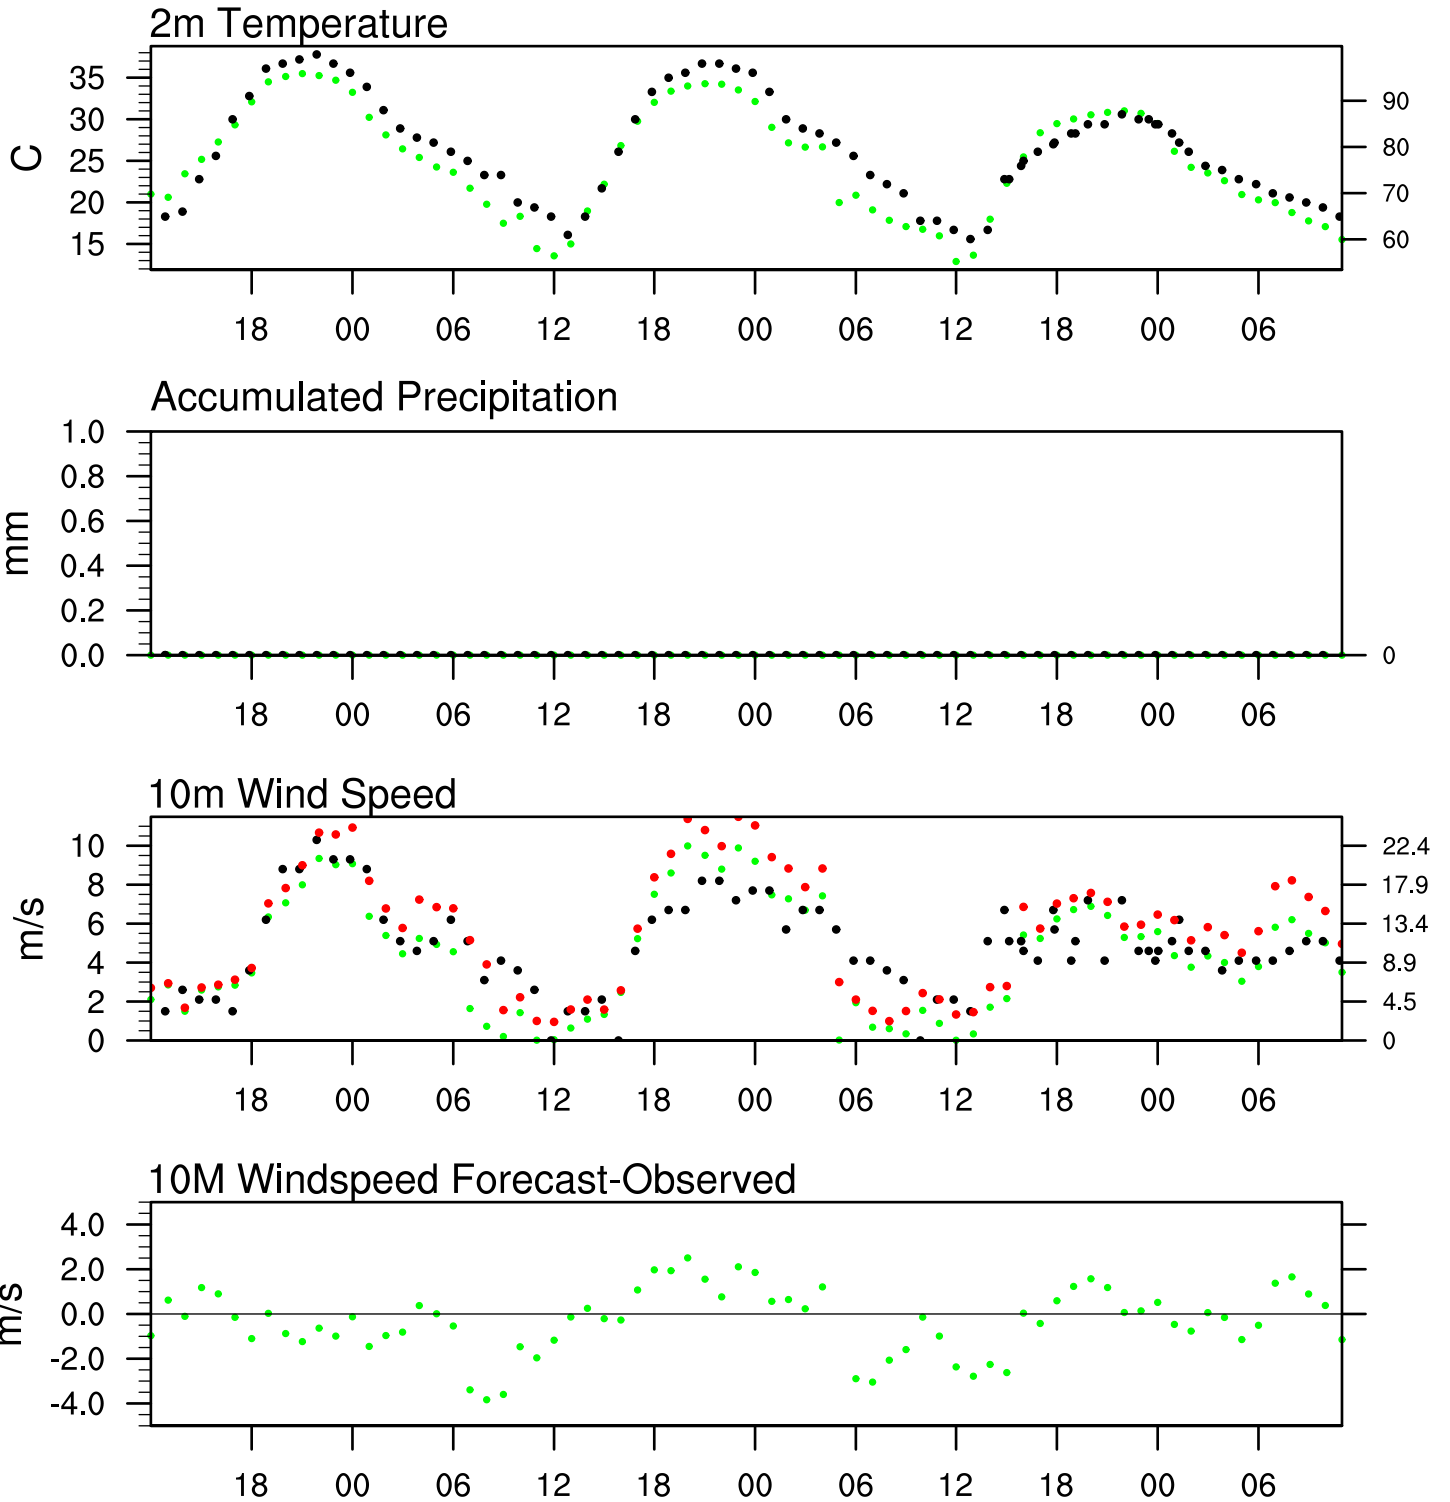 2m Temperature
35
30
25
20
15
C
90
80
70
60
18 00 06 12 18 00 06 12 18 00 06
Accumulated Precipitation
1.0
0.8
0.6
0.4
0.2
0.0
mm
0
18 00 06 12 18 00 06 12 18 00 06
10m Wind Speed
10
8
6
4
2
0
m/s
22.4
17.9
13.4
8.9
4.5
0
18 00 06 12 18 00 06 12 18 00 06
10M Windspeed Forecast-Observed
4.0
2.0
0.0
-2.0
-4.0
m/s
18 00 06 12 18 00 06 12 18 00 06